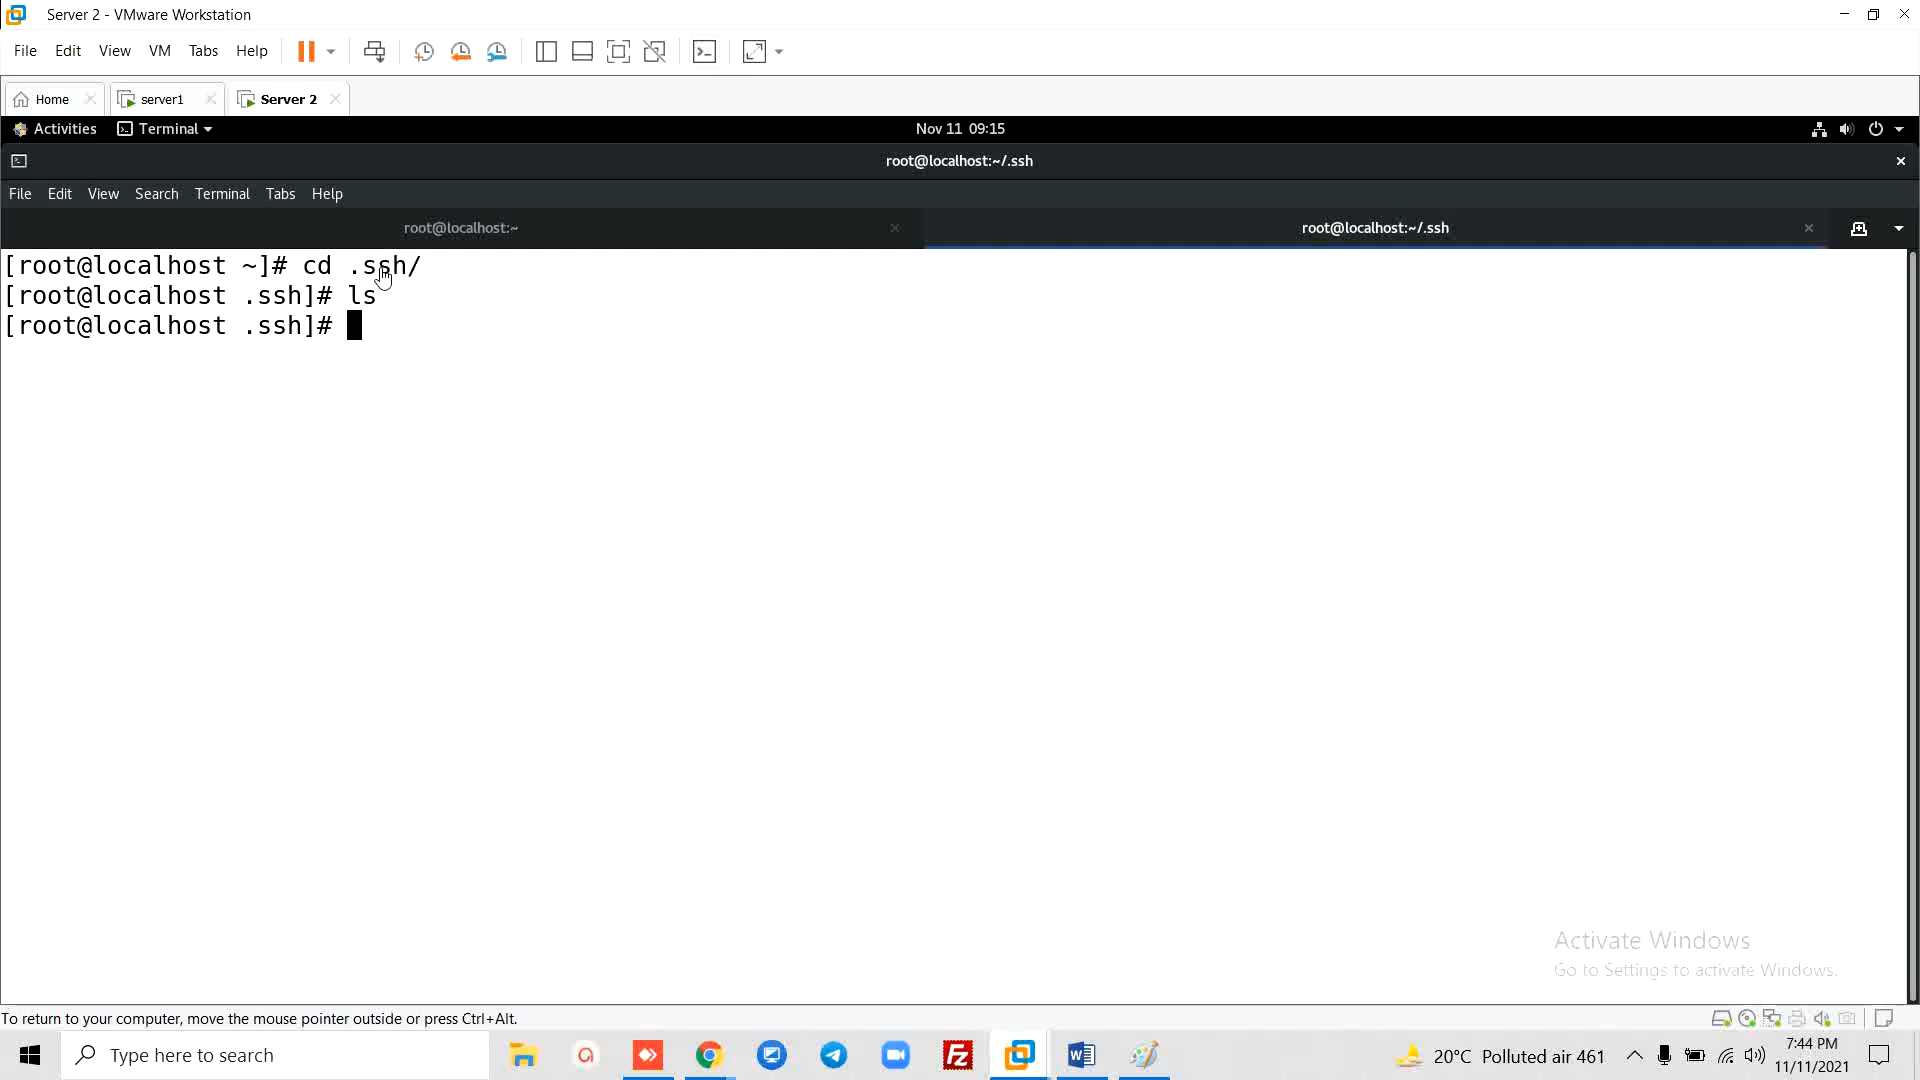 Server 2 - VMware Workstation
File Edit View VM Tabs Help
Home server1 Server 2
Activities Terminal Nov 11 09:15
root@localhost:~/.ssh
File Edit View Search Terminal Tabs Help
root@localhost:~ root@localhost:~/.ssh
[root@localhost ~]# cd .ssh/
[root@localhost .ssh]# ls
[root@localhost .ssh]#
Activate Windows
Go to Settings to activate Windows.
To return to your computer, move the mouse pointer outside or press Ctrl+Alt.
Type here to search 20°C Polluted air 461 7:44 PM
11/11/2021